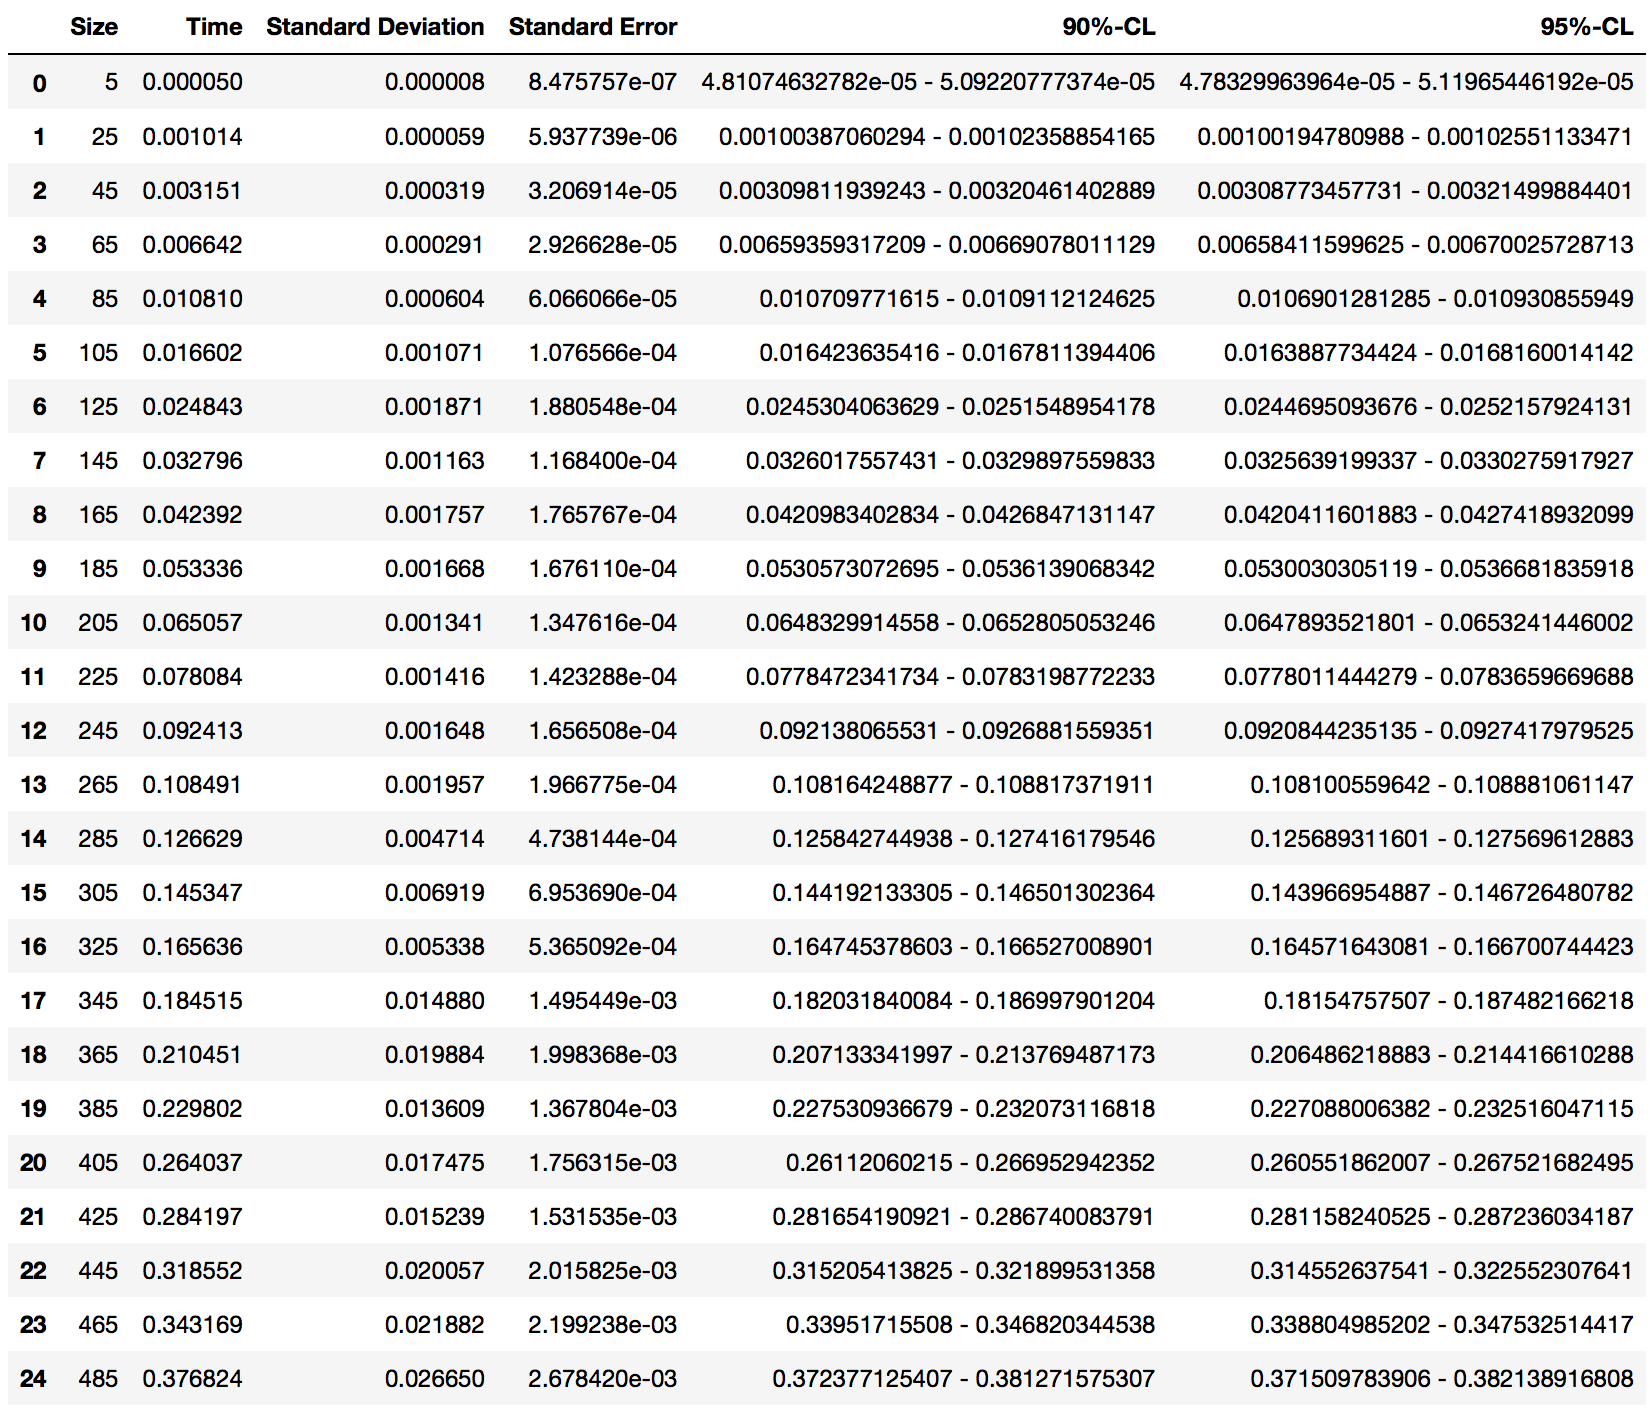 Size Time Standard Deviation Standard Error 90%-CL 95%-CL
0 5 0.000050 0.000008 8.475757e-07 4.81074632782e-05 - 5.09220777374e-05 4.78329963964e-05 - 5.11965446192e-05
1 25 0.001014 0.000059 5.937739e-06 0.00100387060294 - 0.00102358854165 0.00100194780988 - 0.00102551133471
2 45 0.003151 0.000319 3.206914e-05 0.00309811939243 - 0.00320461402889 0.00308773457731 - 0.00321499884401
3 65 0.006642 0.000291 2.926628e-05 0.00659359317209 - 0.00669078011129 0.00658411599625 - 0.00670025728713
4 85 0.010810 0.000604 6.066066e-05 0.010709771615 - 0.0109112124625 0.0106901281285 - 0.010930855949
5 105 0.016602 0.001071 1.076566e-04 0.016423635416 - 0.0167811394406 0.0163887734424 - 0.0168160014142
6 125 0.024843 0.001871 1.880548e-04 0.0245304063629 - 0.0251548954178 0.0244695093676 - 0.0252157924131
7 145 0.032796 0.001163 1.168400e-04 0.0326017557431 - 0.0329897559833 0.0325639199337 - 0.0330275917927
8 165 0.042392 0.001757 1.765767e-04 0.0420983402834 - 0.0426847131147 0.0420411601883 - 0.0427418932099
9 185 0.053336 0.001668 1.676110e-04 0.0530573072695 - 0.0536139068342 0.0530030305119 - 0.0536681835918
10 205 0.065057 0.001341 1.347616e-04 0.0648329914558 - 0.0652805053246 0.0647893521801 - 0.0653241446002
11 225 0.078084 0.001416 1.423288e-04 0.0778472341734 - 0.0783198772233 0.0778011444279 - 0.0783659669688
12 245 0.092413 0.001648 1.656508e-04 0.092138065531 - 0.0926881559351 0.0920844235135 - 0.0927417979525
13 265 0.108491 0.001957 1.966775e-04 0.108164248877 - 0.108817371911 0.108100559642 - 0.108881061147
14 285 0.126629 0.004714 4.738144e-04 0.125842744938 - 0.127416179546 0.125689311601 - 0.127569612883
15 305 0.145347 0.006919 6.953690e-04 0.144192133305 - 0.146501302364 0.143966954887 - 0.146726480782
16 325 0.165636 0.005338 5.365092e-04 0.164745378603 - 0.166527008901 0.164571643081 - 0.166700744423
17 345 0.184515 0.014880 1.495449e-03 0.182031840084 - 0.186997901204 0.18154757507 - 0.187482166218
18 365 0.210451 0.019884 1.998368e-03 0.207133341997 - 0.213769487173 0.206486218883 - 0.214416610288
19 385 0.229802 0.013609 1.367804e-03 0.227530936679 - 0.232073116818 0.227088006382 - 0.232516047115
20 405 0.264037 0.017475 1.756315e-03 0.26112060215 - 0.266952942352 0.260551862007 - 0.267521682495
21 425 0.284197 0.015239 1.531535e-03 0.281654190921 - 0.286740083791 0.281158240525 - 0.287236034187
22 445 0.318552 0.020057 2.015825e-03 0.315205413825 - 0.321899531358 0.314552637541 - 0.322552307641
23 465 0.343169 0.021882 2.199238e-03 0.33951715508 - 0.346820344538 0.338804985202 - 0.347532514417
24 485 0.376824 0.026650 2.678420e-03 0.372377125407 - 0.381271575307 0.371509783906 - 0.382138916808